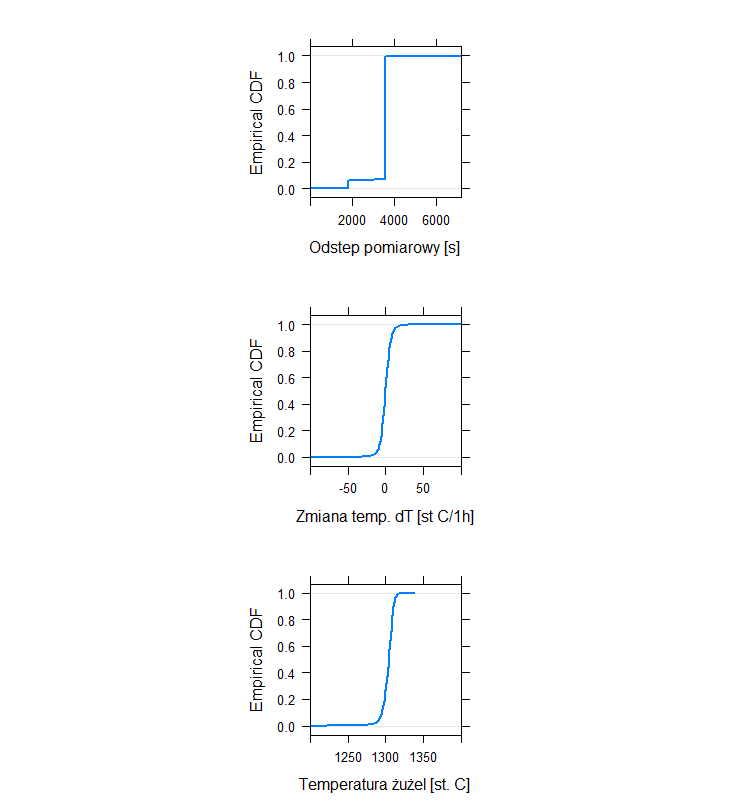 1.0
0.8
0.6
0.4
0.2
0.0
Empirical CDF
2000 4000 6000
Odstep pomiarowy [s]
1.0
0.8
0.6
0.4
0.2
0.0
Empirical CDF
-50 0 50
Zmiana temp. dT [st C/1h]
1.0
0.8
0.6
0.4
0.2
0.0
Empirical CDF
1250 1300 1350
Temperatura żużel [st. C]